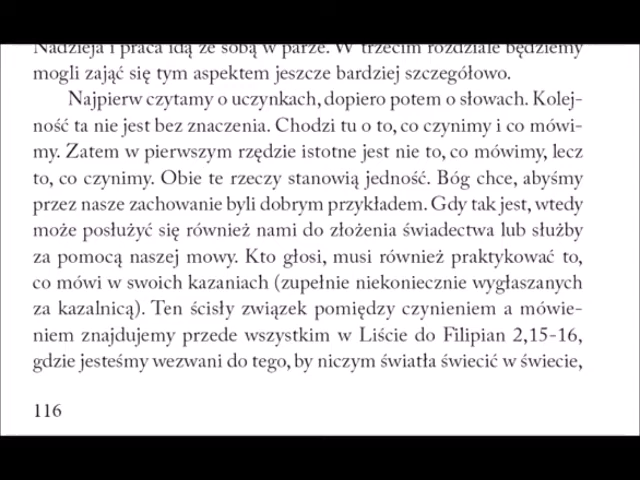 Nadzieja i praca idą ze sobą w parze. W trzecim rozdziale będziemy
mogli zająć się tym aspektem jeszcze bardziej szczegółowo.
Najpierw czytamy o uczynkach, dopiero potem o słowach. Kolej-
ność ta nie jest bez znaczenia. Chodzi tu o to, co czynimy i co mówi-
my. Zatem w pierwszym rzędzie istotne jest nie to, co mówimy, lecz
to, co czynimy. Obie te rzeczy stanowią jedność. Bóg chce, abyśmy
przez nasze zachowanie byli dobrym przykładem. Gdy tak jest, wtedy
może posłużyć się również nami do złożenia świadectwa lub służby
za pomocą naszej mowy. Kto głosi, musi również praktykować to,
co mówi w swoich kazaniach (zupełnie niekoniecznie wygłaszanych
za kazalnicą). Ten ścisły związek pomiędzy czynieniem a mówie-
niem znajdujemy przede wszystkim w Liście do Filipian 2,15-16,
gdzie jesteśmy wezwani do tego, by niczym światła świecić w świecie,
116